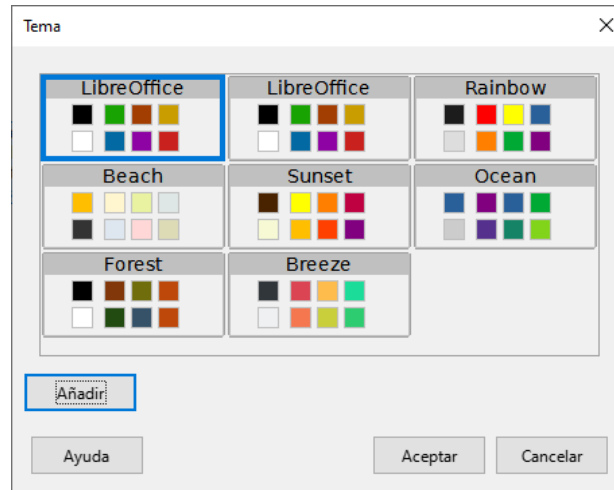 Tema
LibreOffice
LibreOffice
Rainbow
Beach
Sunset
Ocean
Forest
Breeze
Añadir
Ayuda
Aceptar
Cancelar